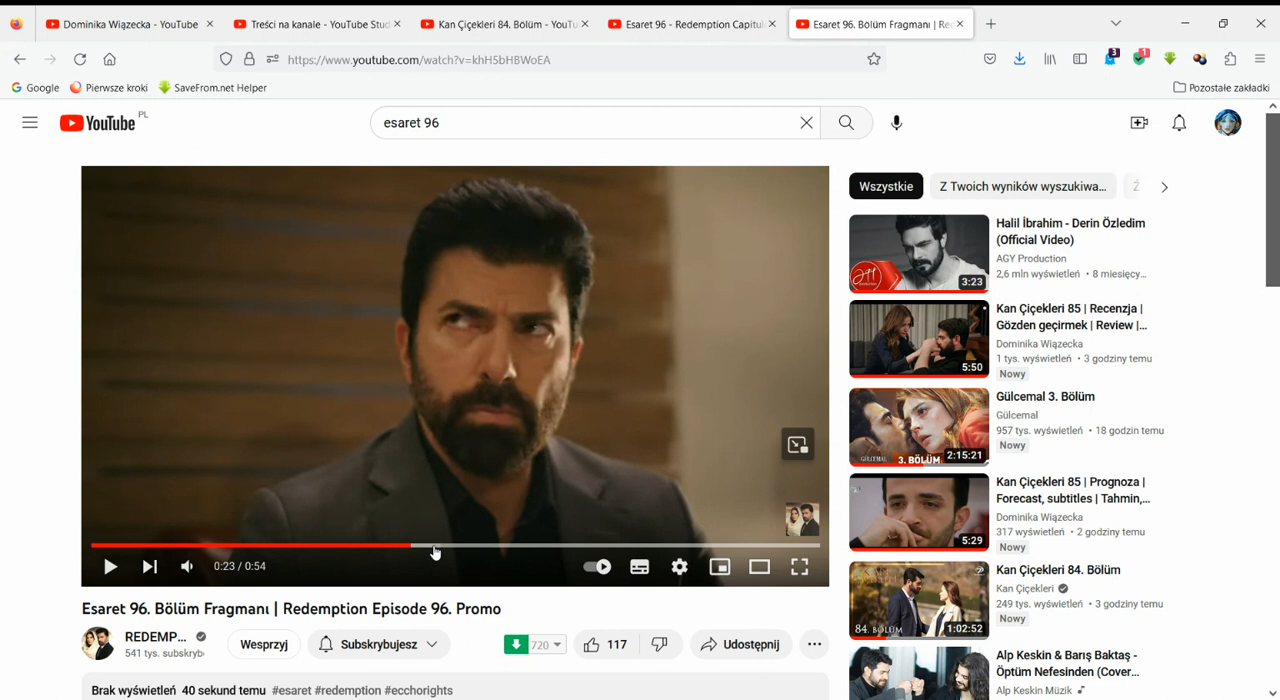 Dominika Wiązecka - YouTube
Treści na kanale - YouTube Stud
Kan Çiçekleri 84. Bölüm - YouTu
Esaret 96 - Redemption Capítul
Esaret 96. Bölüm Fragmanı | Re
https://www.youtube.com/watch?v=khH5bHBWoEA
3
1
Google
Pierwsze kroki
SaveFrom.net Helper
Pozostałe zakładki
YouTube PL
esaret 96
Wszystkie
Z Twoich wyników wyszukiwa...
Halil İbrahim - Derin Özledim
(Official Video)
AGY Production
2,6 mln wyświetleń • 8 miesięcy...
3:23
Kan Çiçekleri 85 | Recenzja |
Gözden geçirmek | Review |...
Dominika Wiązecka
1 tys. wyświetleń • 3 godziny temu
Nowy
5:50
Gülcemal 3. Bölüm
Gülcemal
957 tys. wyświetleń • 18 godzin temu
Nowy
GÜLCEMAL 3. BÖLÜM
2:15:21
Kan Çiçekleri 85 | Prognoza |
Forecast, subtitles | Tahmin,...
Dominika Wiązecka
317 wyświetleń • 2 godziny temu
Nowy
5:29
Kan Çiçekleri 84. Bölüm
Kan Çiçekleri
249 tys. wyświetleń • 3 godziny temu
Nowy
84. BÖLÜM
1:02:52
Alp Keskin & Barış Baktaş -
Öptüm Nefesinden (Cover...
Alp Keskin Müzik
0:23 / 0:54
Esaret 96. Bölüm Fragmanı | Redemption Episode 96. Promo
REDEMP...
541 tys. subskryb
Wesprzyj
Subskrybujesz
720
117
Udostępnij
Brak wyświetleń 40 sekund temu #esaret #redemption #ecchorights